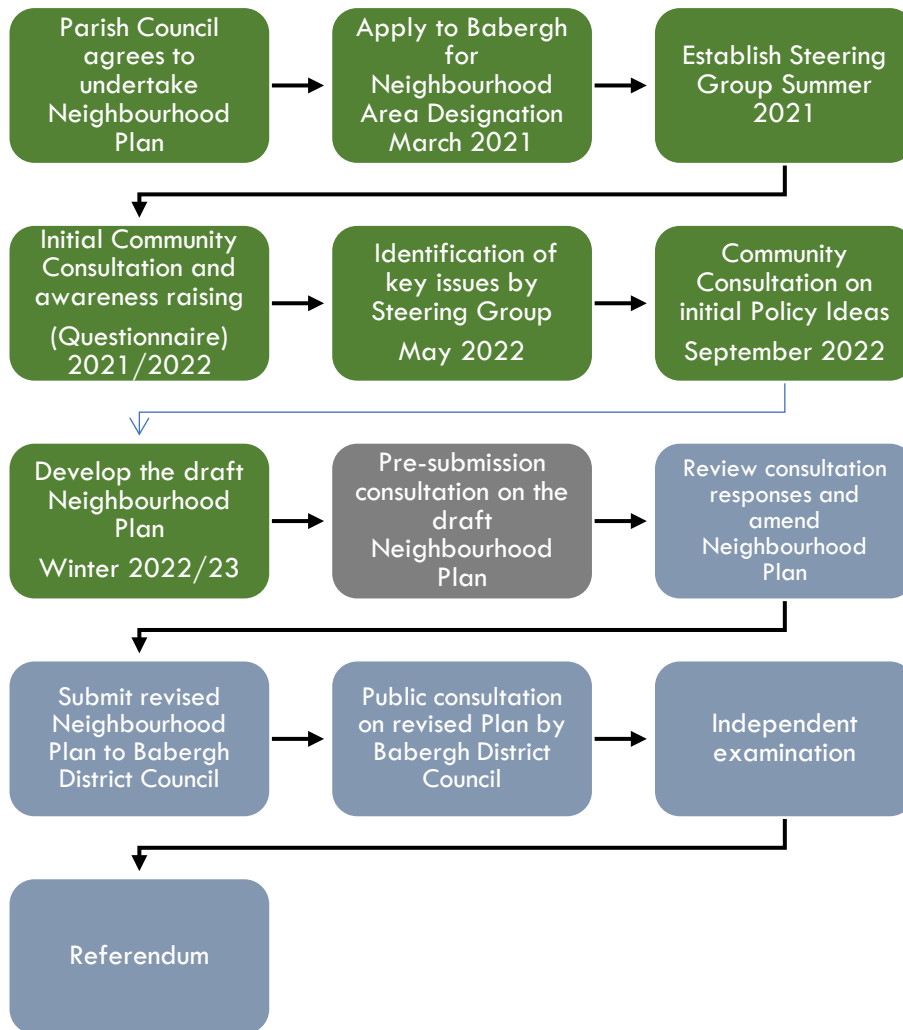 Parish Council
agrees to
undertake
Neighbourhood
Plan
Apply to Babergh
for
Neighbourhood
Area Designation
March 2021
Establish Steering
Group Summer
2021
Initial Community
Consultation and
awareness raising
(Questionnaire)
2021/2022
Identification of
key issues by
Steering Group
May 2022
Community
Consultation on
initial Policy Ideas
September 2022
Develop the draft
Neighbourhood
Plan
Winter 2022/23
Pre-submission
consultation on the
draft
Neighbourhood
Plan
Review consultation
responses and
amend
Neighbourhood
Plan
Submit revised
Neighbourhood
Plan to Babergh
District Council
Public consultation
on revised Plan by
Babergh District
Council
Independent
examination
Referendum